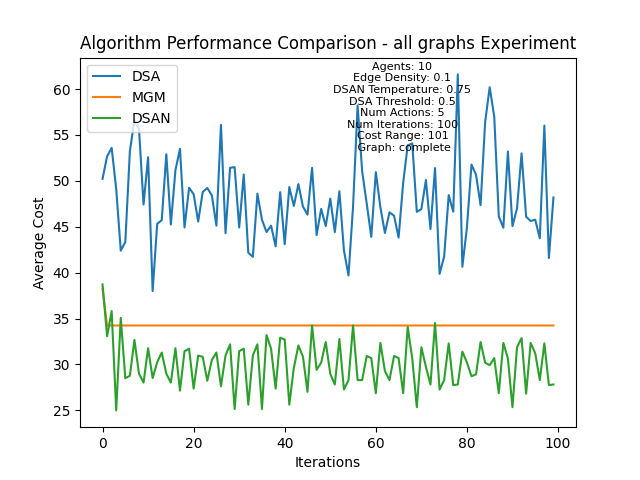 Algorithm Performance Comparison - all graphs Experiment
DSA
MGM
DSAN
Agents: 10
Edge Density: 0.1
DSAN Temperature: 0.75
DSA Threshold: 0.5
Num Actions: 5
Num Iterations: 100
Cost Range: 101
Graph: complete
Average Cost
60
55
50
45
40
35
30
25
0
20
40
60
80
100
Iterations